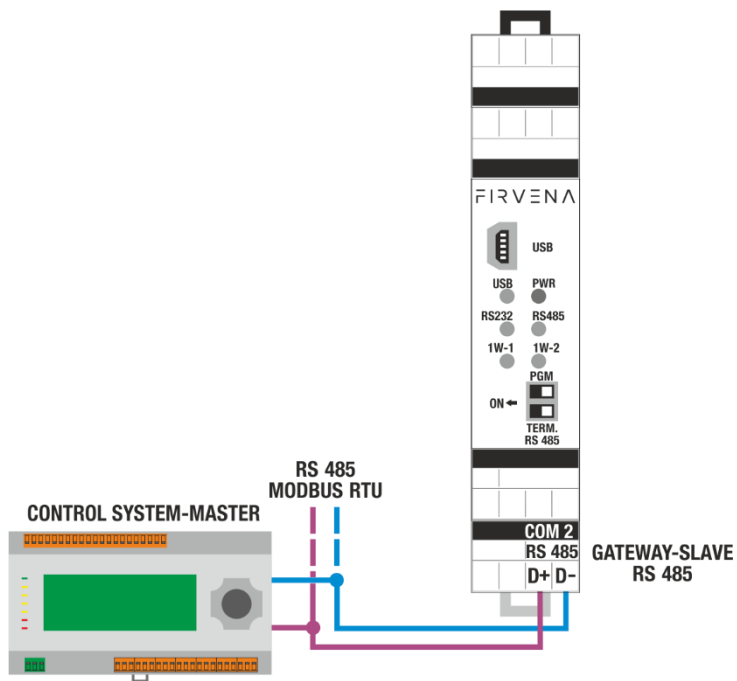 FIRVENA
USB
USB PWR
RS232 RS485
1W-1 1W-2
PGM
ON
TERM.
RS 485
RS 485
MODBUS RTU
CONTROL SYSTEM-MASTER
COM 2
RS 485
D+ D-
GATEWAY-SLAVE
RS 485